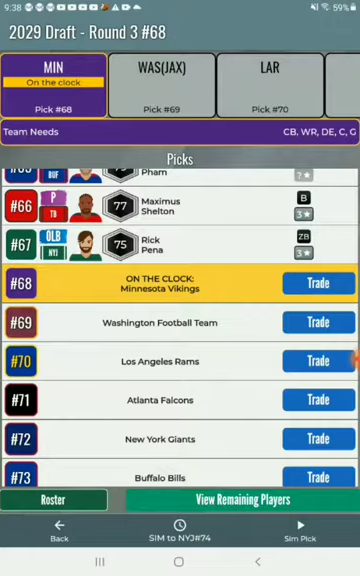 9:38
59%
2029 Draft - Round 3 #68
MIN
On the clock
Pick #68
WAS(JAX)
Pick #69
LAR
Pick #70
Team Needs
CB, WR, DE, C, G
Picks
BUF
Pham
? ★
#66
P
TB
77
Maximus
Shelton
B
3 ★
#67
OLB
NYJ
75
Rick
Pena
ZB
3 ★
#68
ON THE CLOCK:
Minnesota Vikings
Trade
#69
Washington Football Team
Trade
#70
Los Angeles Rams
Trade
#71
Atlanta Falcons
Trade
#72
New York Giants
Trade
#73
Buffalo Bills
Trade
Roster
View Remaining Players
Back
SIM to NYJ#74
Sim Pick